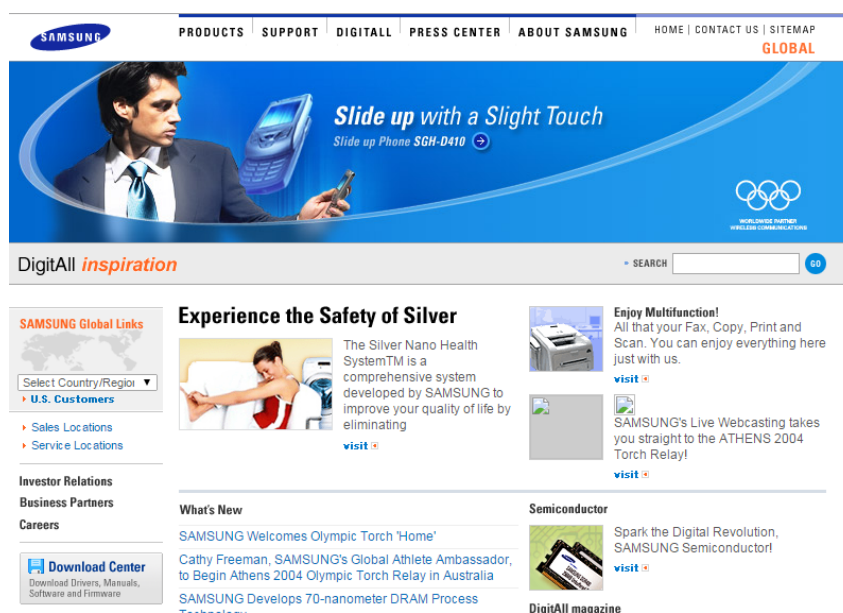 SAMSUNG
PRODUCTS SUPPORT DIGITALL PRESS CENTER ABOUT SAMSUNG
HOME | CONTACT US | SITEMAP
GLOBAL
Slide up with a Slight Touch
Slide up Phone SGH-D410
WORLDWIDE PARTNER
WIRELESS COMMUNICATIONS
DigitAll inspiration
SEARCH
GO
SAMSUNG Global Links
Select Country/Region ▼
U.S. Customers
Sales Locations
Service Locations
Investor Relations
Business Partners
Careers
Download Center
Download Drivers, Manuals,
Software and Firmware
Experience the Safety of Silver
The Silver Nano Health
SystemTM is a
comprehensive system
developed by SAMSUNG to
improve your quality of life by
eliminating
visit
What's New
SAMSUNG Welcomes Olympic Torch 'Home'
Cathy Freeman, SAMSUNG's Global Athlete Ambassador,
to Begin Athens 2004 Olympic Torch Relay in Australia
SAMSUNG Develops 70-nanometer DRAM Process
Technology
Enjoy Multifunction!
All that your Fax, Copy, Print and
Scan. You can enjoy everything here
just with us.
visit
SAMSUNG's Live Webcasting takes
you straight to the ATHENS 2004
Torch Relay!
visit
Semiconductor
Spark the Digital Revolution,
SAMSUNG Semiconductor!
visit
DigitAll magazine